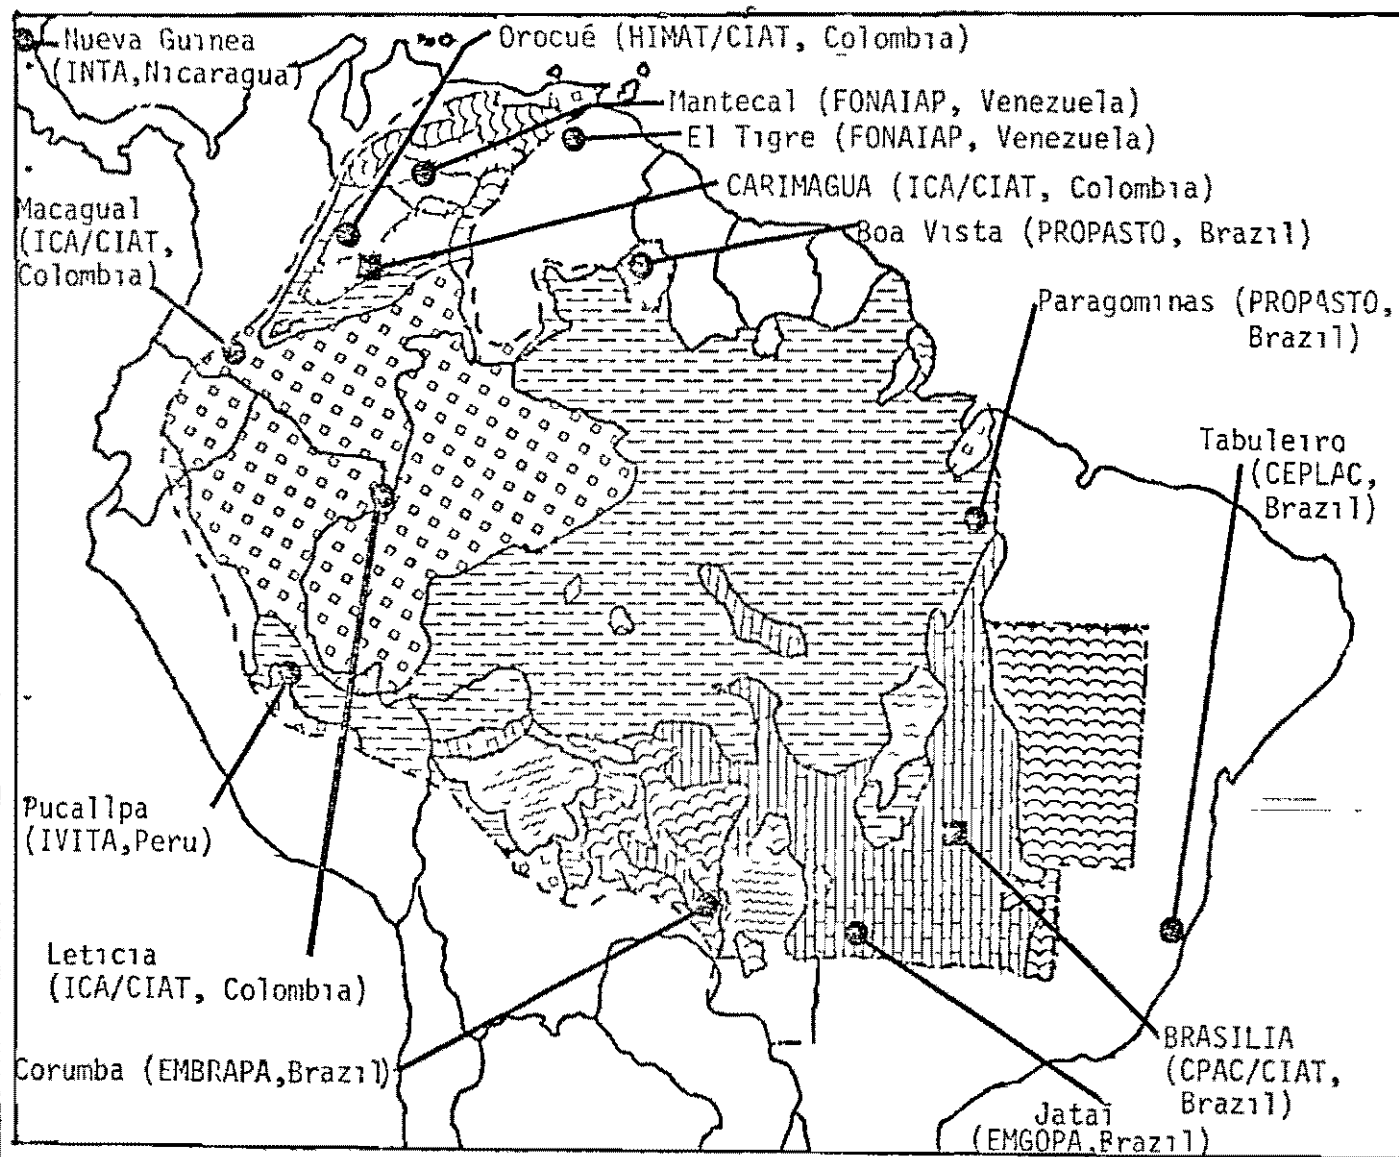 Nueva Guinea
(INTA,Nicaragua)
Orocué (HIMAT/CIAT, Colombia)
Mantecal (FONAIAP, Venezuela)
El Tigre (FONAIAP, Venezuela)
CARIMAGUA (ICA/CIAT, Colombia)
Macagual
(ICA/CIAT,
Colombia)
Boa Vista (PROPASTO, Brazil)
Paragominas (PROPASTO,
Brazil)
Tabuleiro
(CEPLAC,
Brazil)
Pucallpa
(IVITA,Peru)
Leticia
(ICA/CIAT, Colombia)
Corumba (EMBRAPA,Brazil)
BRASILIA
(CPAC/CIAT,
Brazil)
Jataí
(EMGOPA,Brazil)